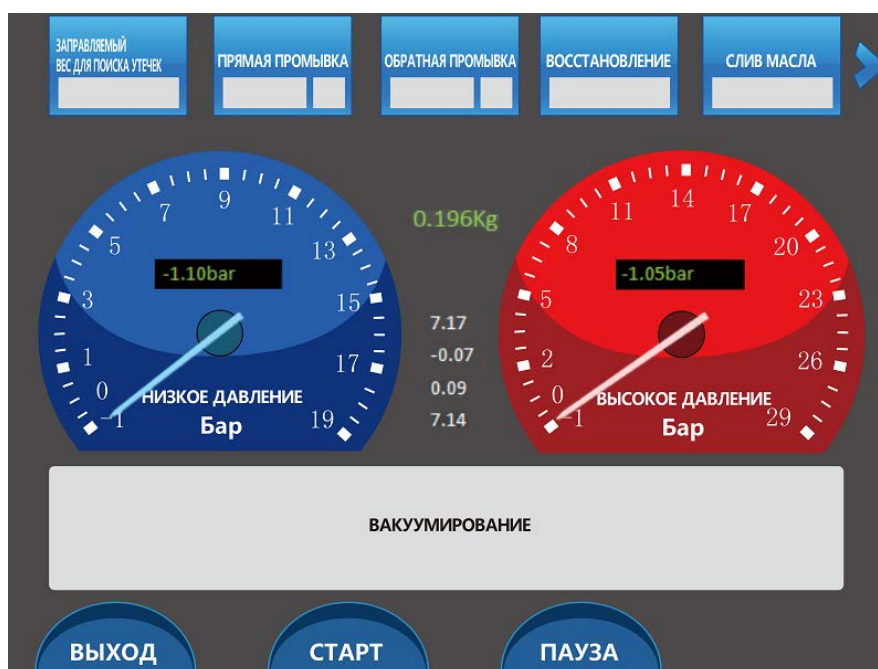 ЗАПРАВЛЯЕМЫЙ
ВЕС ДЛЯ ПОИСКА УТЕЧЕК
ПРЯМАЯ ПРОМЫВКА
ОБРАТНАЯ ПРОМЫВКА
ВОССТАНОВЛЕНИЕ
СЛИВ МАСЛА
-1
0
1
3
5
7
9
11
13
15
17
19
-1.10bar
НИЗКОЕ ДАВЛЕНИЕ
Бар
0.196Kg
7.17
-0.07
0.09
7.14
-1
0
2
5
8
11
14
17
20
23
26
29
-1.05bar
ВЫСОКОЕ ДАВЛЕНИЕ
Бар
ВАКУУМИРОВАНИЕ
ВЫХОД
СТАРТ
ПАУЗА